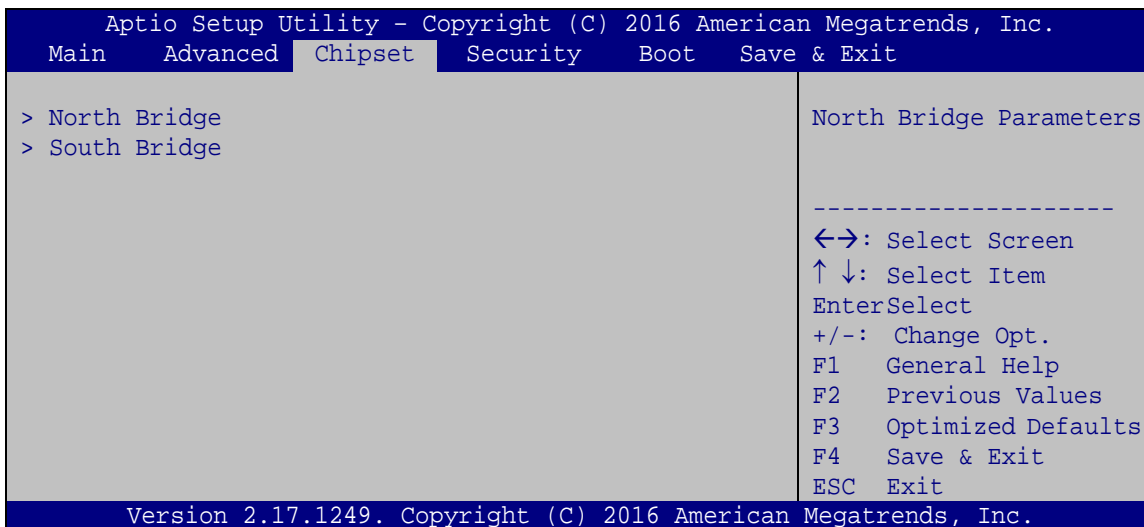 Aptio Setup Utility – Copyright (C) 2016 American Megatrends, Inc.
Main Advanced Chipset Security Boot Save & Exit
> North Bridge
> South Bridge
North Bridge Parameters
---------------------
←→: Select Screen
↑ ↓: Select Item
EnterSelect
+/-: Change Opt.
F1 General Help
F2 Previous Values
F3 Optimized Defaults
F4 Save & Exit
ESC Exit
Version 2.17.1249. Copyright (C) 2016 American Megatrends, Inc.